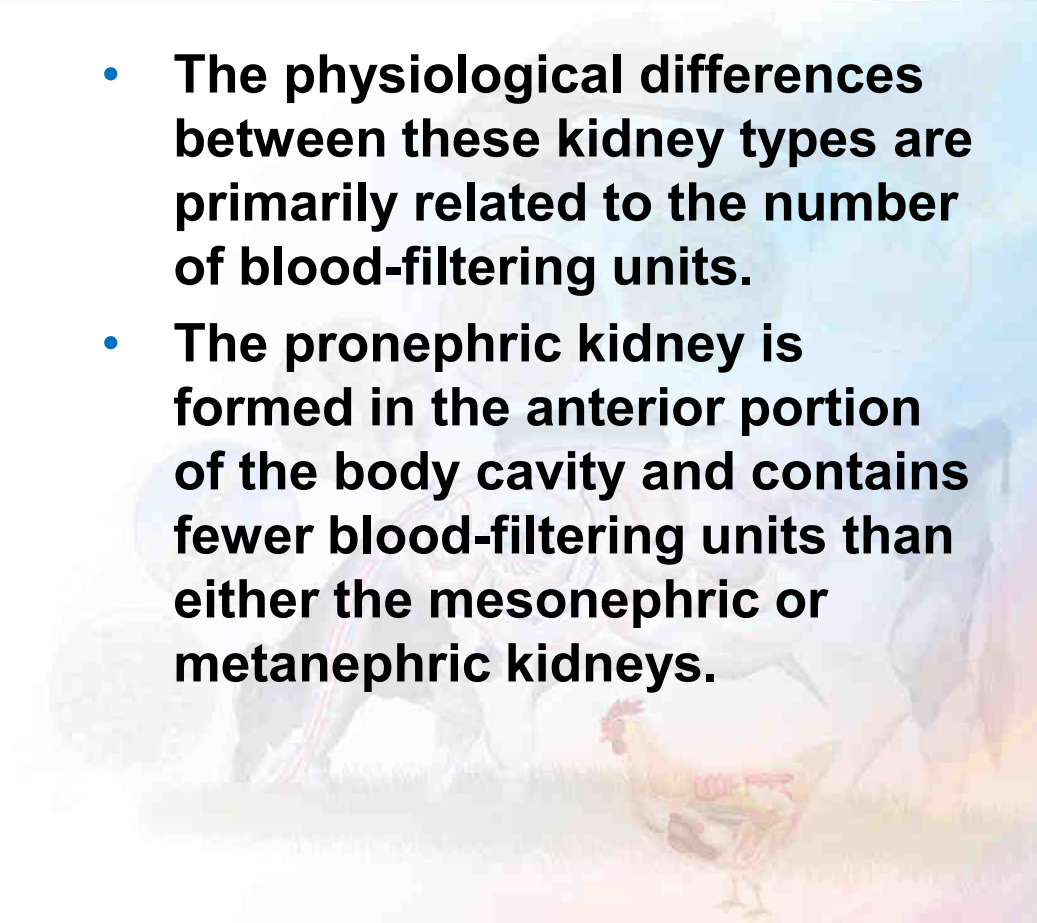 • The physiological differences
between these kidney types are
primarily related to the number
of blood-filtering units.
• The pronephric kidney is
formed in the anterior portion
of the body cavity and contains
fewer blood-filtering units than
either the mesonephric or
metanephric kidneys.